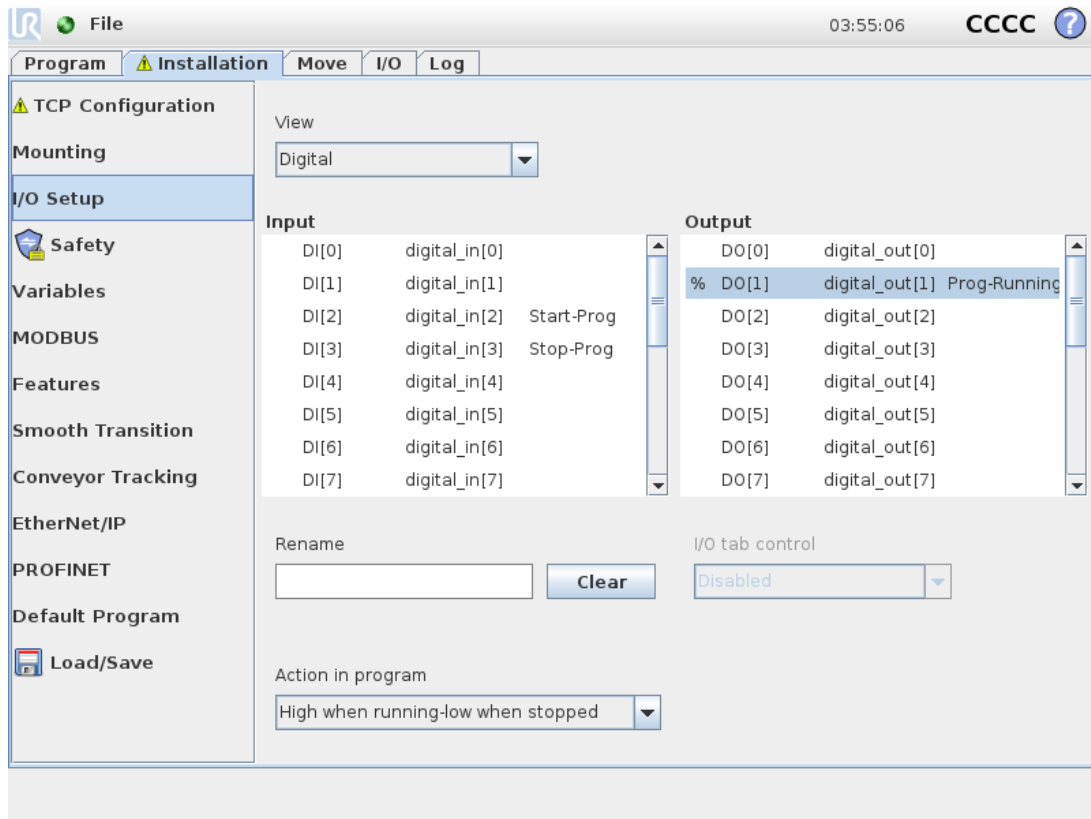 UR File 03:55:06 CCCC ?
Program Installation Move I/O Log
TCP Configuration
Mounting
I/O Setup
Safety
Variables
MODBUS
Features
Smooth Transition
Conveyor Tracking
EtherNet/IP
PROFINET
Default Program
Load/Save
View
Digital
Input
DI[0] digital_in[0]
DI[1] digital_in[1]
DI[2] digital_in[2] Start-Prog
DI[3] digital_in[3] Stop-Prog
DI[4] digital_in[4]
DI[5] digital_in[5]
DI[6] digital_in[6]
DI[7] digital_in[7]
Output
DO[0] digital_out[0]
% DO[1] digital_out[1] Prog-Running
DO[2] digital_out[2]
DO[3] digital_out[3]
DO[4] digital_out[4]
DO[5] digital_out[5]
DO[6] digital_out[6]
DO[7] digital_out[7]
Rename
Clear
I/O tab control
Disabled
Action in program
High when running-low when stopped